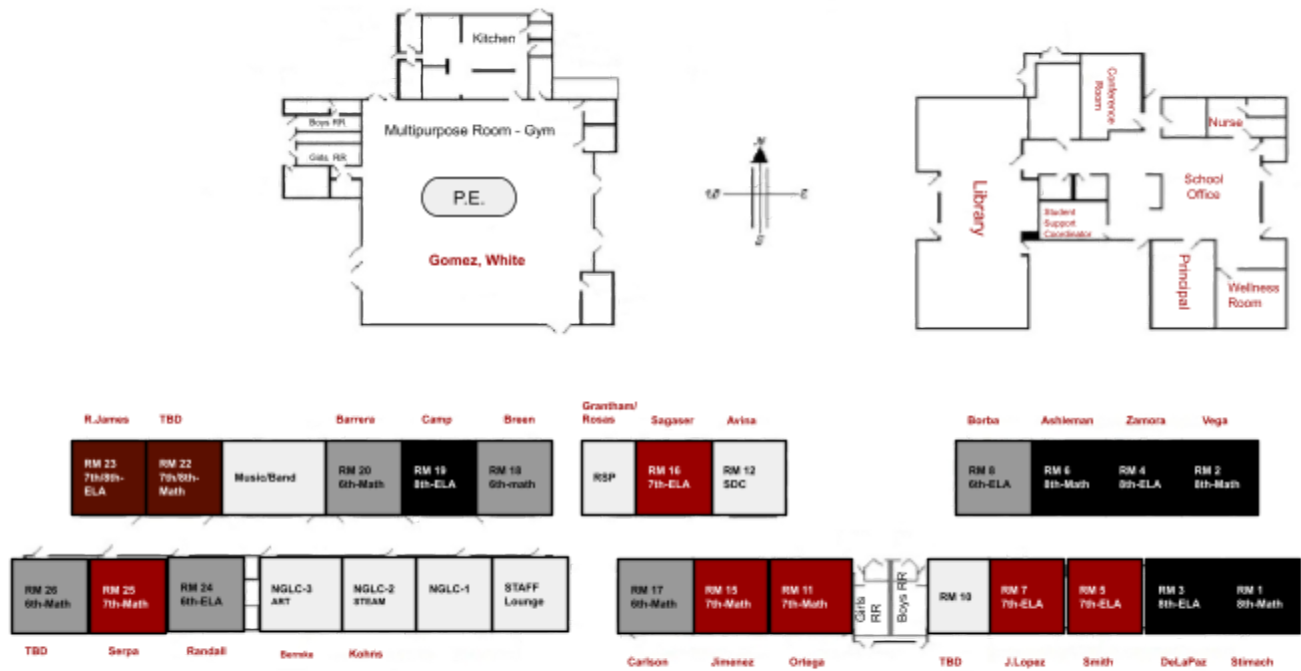 Kitchen
Boys RR
Multipurpose Room - Gym
Girls RR
P.E.
Gomez, White
N
E
S
Conference
Room
Nurse
Library
School
Office
Student
Support
Coordinator
Principal
Wellness
Room
R.James
TBD
Barrera
Camp
Breen
Grantham/
Rosas
Sagaser
Avina
Borba
Ashleman
Zamora
Vega
RM 23
7th/8th-
ELA
RM 22
7th/8th-
Math
Music/Band
RM 20
6th-Math
RM 19
8th-ELA
RM 18
6th-math
RSP
RM 16
7th-ELA
RM 12
SDC
RM 8
6th-ELA
RM 6
8th-Math
RM 4
8th-ELA
RM 2
8th-Math
RM 26
6th-Math
RM 25
7th-Math
RM 24
6th-ELA
NGLC-3
ART
NGLC-2
STEAM
NGLC-1
STAFF
Lounge
RM 17
6th-Math
RM 15
7th-Math
RM 11
7th-Math
Girls
RR
Boys RR
RM 10
RM 7
7th-ELA
RM 5
7th-ELA
RM 3
8th-ELA
RM 1
8th-Math
TBD
Serpa
Randall
Kohns
Carlson
Jimenez
Ortega
TBD
J.Lopez
Smith
DeLaPaz
Stimach